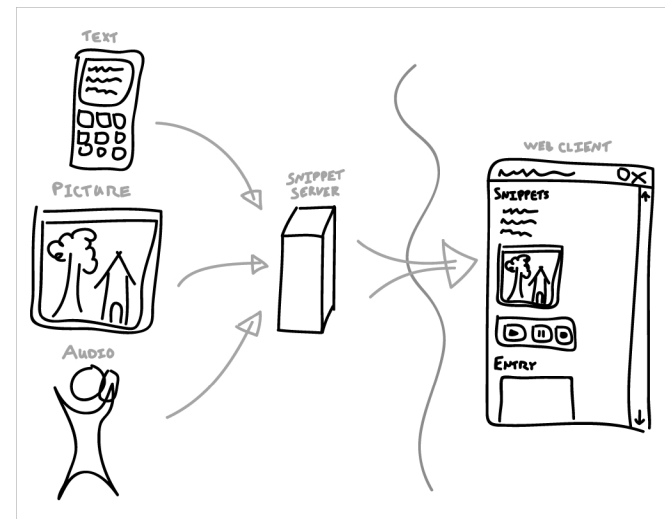 TEXT
PICTURE
AUDIO
SNIPPET
SERVER
WEB CLIENT
SNIPPETS
ENTRY